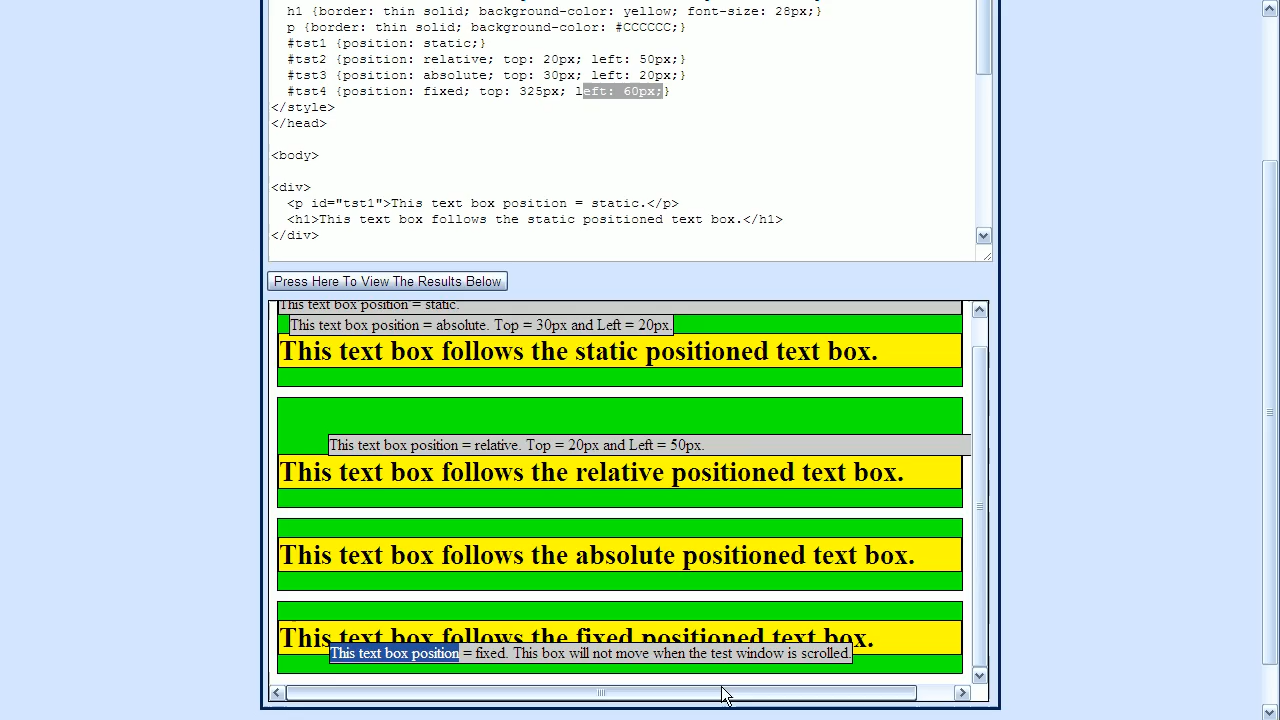 h1 {border: thin solid; background-color: yellow; font-size: 28px;}
p {border: thin solid; background-color: #CCCCCC;}
#tst1 {position: static;}
#tst2 {position: relative; top: 20px; left: 50px;}
#tst3 {position: absolute; top: 30px; left: 20px;}
#tst4 {position: fixed; top: 325px; left: 60px;}
</style>
</head>
<body>
<div>
<p id="tst1">This text box position = static.</p>
<h1>This text box follows the static positioned text box.</h1>
</div>
Press Here To View The Results Below
This text box position = static.
This text box position = absolute. Top = 30px and Left = 20px.
This text box follows the static positioned text box.
This text box position = relative. Top = 20px and Left = 50px.
This text box follows the relative positioned text box.
This text box follows the absolute positioned text box.
This text box follows the fixed positioned text box.
This text box position = fixed. This box will not move when the test window is scrolled.